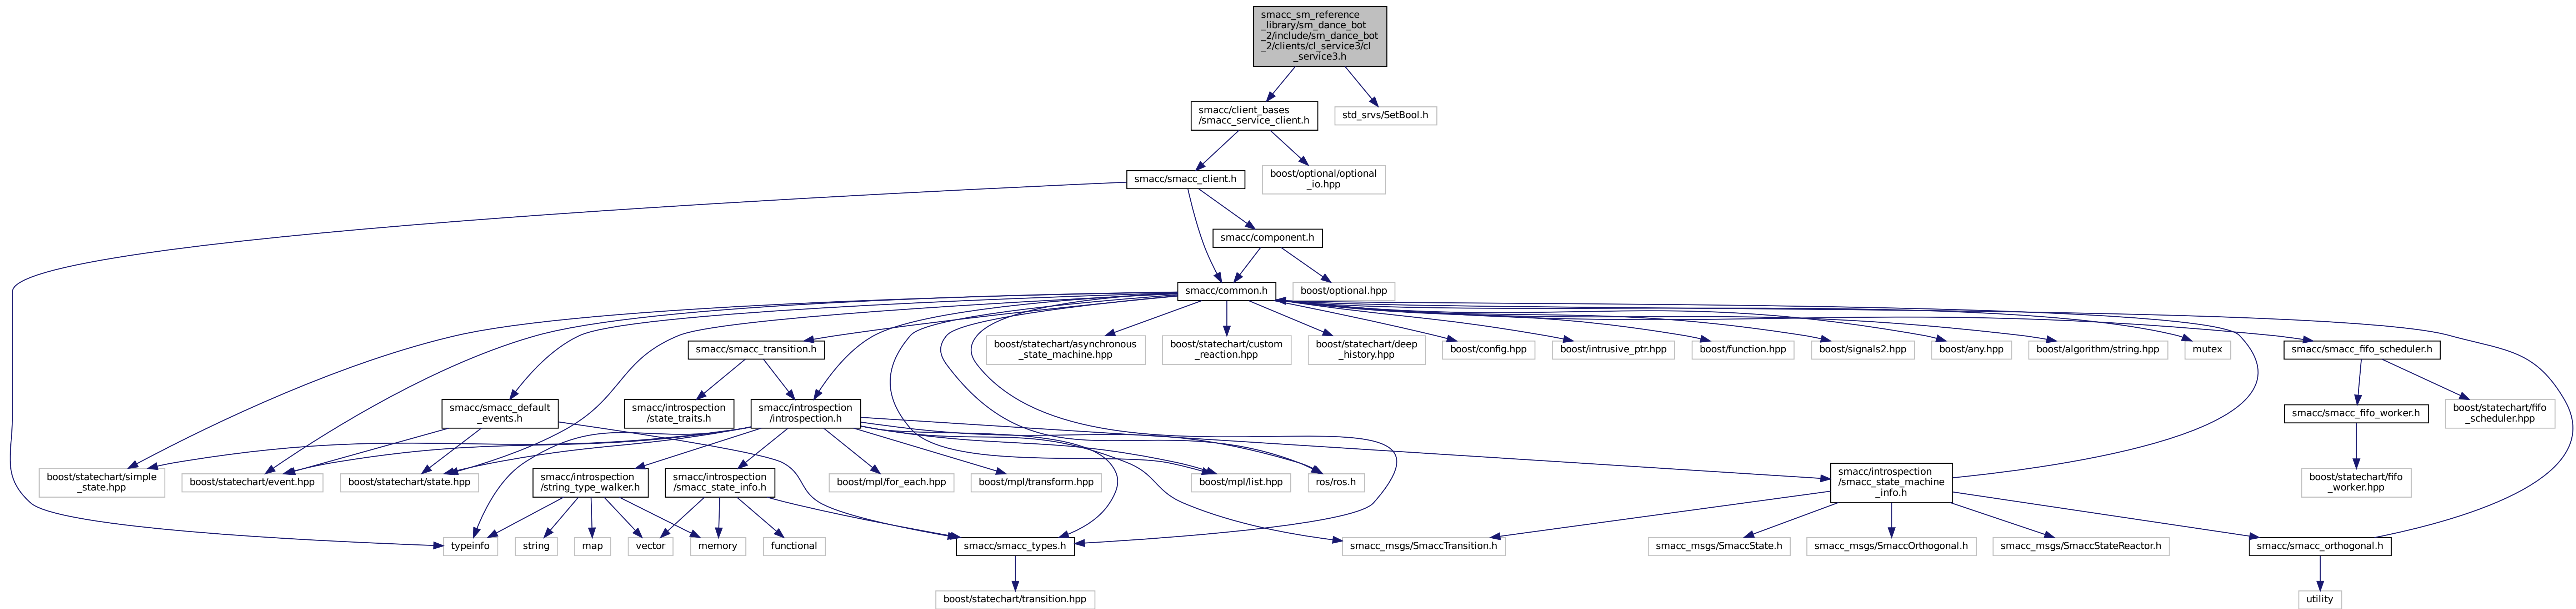 smacc_sm_reference
_library/sm_dance_bot
_2/include/sm_dance_bot
_2/clients/cl_service3/cl
_service3.h
smacc/client_bases
/smacc_service_client.h
std_srvs/SetBool.h
smacc/smacc_client.h
boost/optional/optional
_io.hpp
smacc/component.h
smacc/common.h
boost/optional.hpp
smacc/smacc_transition.h
boost/statechart/asynchronous
_state_machine.hpp
boost/statechart/custom
_reaction.hpp
boost/statechart/deep
_history.hpp
boost/config.hpp
boost/intrusive_ptr.hpp
boost/function.hpp
boost/signals2.hpp
boost/any.hpp
boost/algorithm/string.hpp
mutex
smacc/smacc_fifo_scheduler.h
smacc/smacc_default
_events.h
smacc/introspection
/state_traits.h
smacc/introspection
/introspection.h
smacc/smacc_fifo_worker.h
boost/statechart/fifo
_scheduler.hpp
boost/statechart/simple
_state.hpp
boost/statechart/event.hpp
boost/statechart/state.hpp
smacc/introspection
/string_type_walker.h
smacc/introspection
/smacc_state_info.h
boost/mpl/for_each.hpp
boost/mpl/transform.hpp
boost/mpl/list.hpp
ros/ros.h
smacc/introspection
/smacc_state_machine
_info.h
boost/statechart/fifo
_worker.hpp
typeinfo
string
map
vector
memory
functional
smacc/smacc_types.h
smacc_msgs/SmaccTransition.h
smacc_msgs/SmaccState.h
smacc_msgs/SmaccOrthogonal.h
smacc_msgs/SmaccStateReactor.h
smacc/smacc_orthogonal.h
boost/statechart/transition.hpp
utility